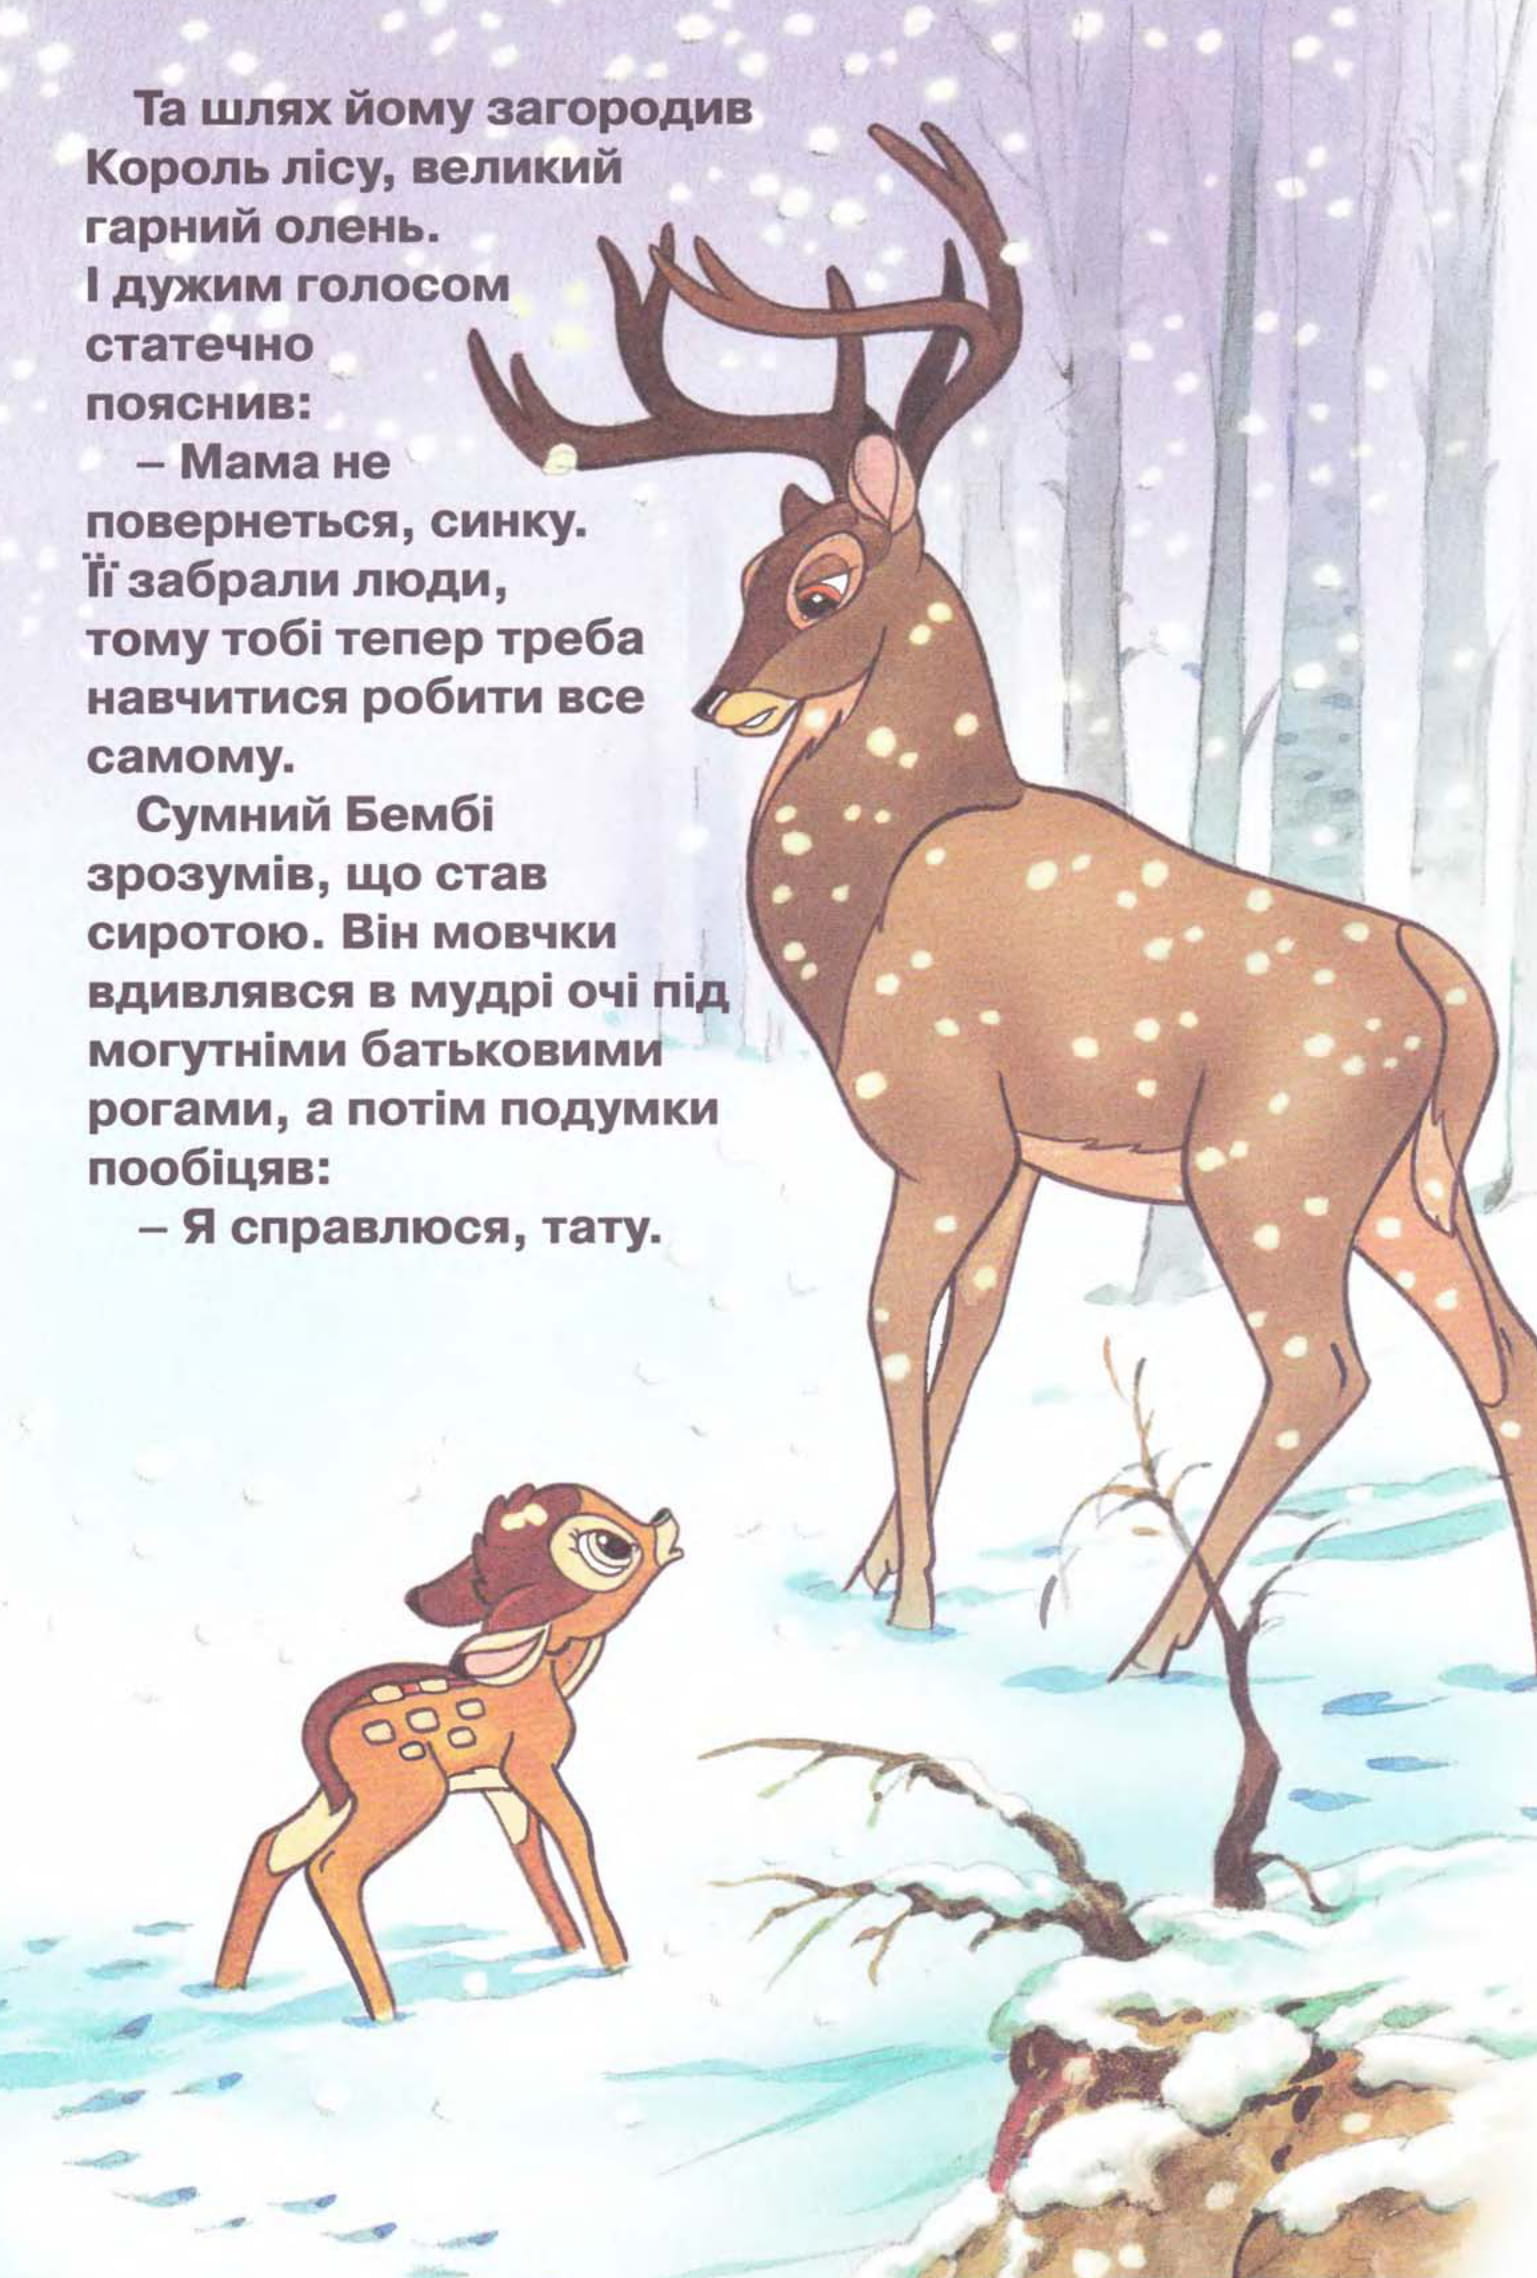 Та шлях йому загородив
Король лісу, великий
гарний олень.
І дужим голосом
статечно
пояснив:
– Мама не
повернеться, синку.
Її забрали люди,
тому тобі тепер треба
навчитися робити все
самому.
Сумний Бембі
зрозумів, що став
сиротою. Він мовчки
вдивлявся в мудрі очі під
могутніми батьковими
рогами, а потім подумки
пообіцяв:
– Я справлюся, тату.